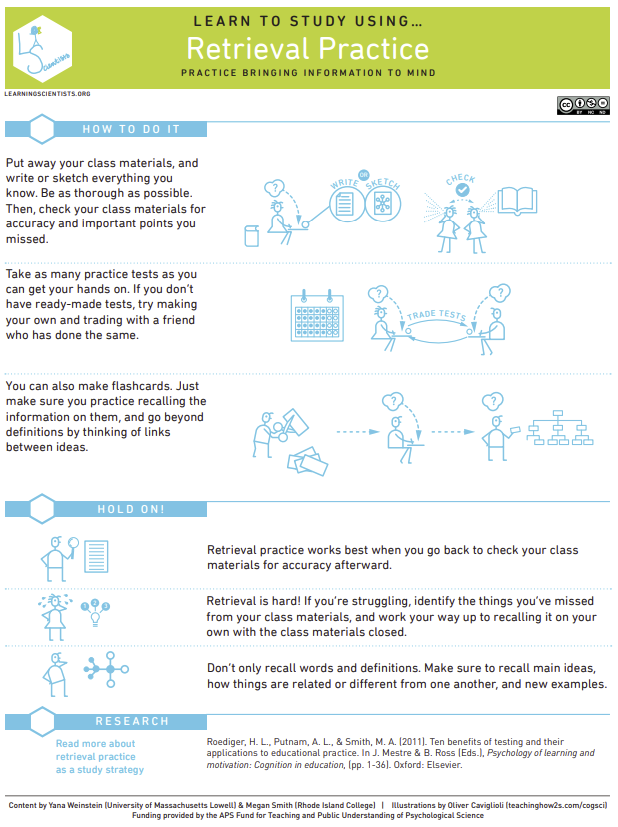 LEARN TO STUDY USING...
Retrieval Practice
PRACTICE BRINGING INFORMATION TO MIND
LS
Scientists
LEARNINGSCIENTISTS.ORG
CC
BY NC ND
HOW TO DO IT
Put away your class materials, and
write or sketch everything you
know. Be as thorough as possible.
Then, check your class materials for
accuracy and important points you
missed.
?
WRITE OR SKETCH
CHECK
Take as many practice tests as you
can get your hands on. If you don't
have ready-made tests, try making
your own and trading with a friend
who has done the same.
?
TRADE TESTS
?
You can also make flashcards. Just
make sure you practice recalling the
information on them, and go beyond
definitions by thinking of links
between ideas.
?
?
HOLD ON!
Retrieval practice works best when you go back to check your class
materials for accuracy afterward.
1 2 3
Retrieval is hard! If you're struggling, identify the things you've missed
from your class materials, and work your way up to recalling it on your
own with the class materials closed.
Don't only recall words and definitions. Make sure to recall main ideas,
how things are related or different from one another, and new examples.
RESEARCH
Read more about
retrieval practice
as a study strategy
Roediger, H. L., Putnam, A. L., & Smith, M. A. (2011). Ten benefits of testing and their
applications to educational practice. In J. Mestre & B. Ross (Eds.), Psychology of learning and
motivation: Cognition in education, (pp. 1-36). Oxford: Elsevier.
Content by Yana Weinstein (University of Massachusetts Lowell) & Megan Smith (Rhode Island College) | Illustrations by Oliver Caviglioli (teachinghow2s.com/cogsci)
Funding provided by the APS Fund for Teaching and Public Understanding of Psychological Science